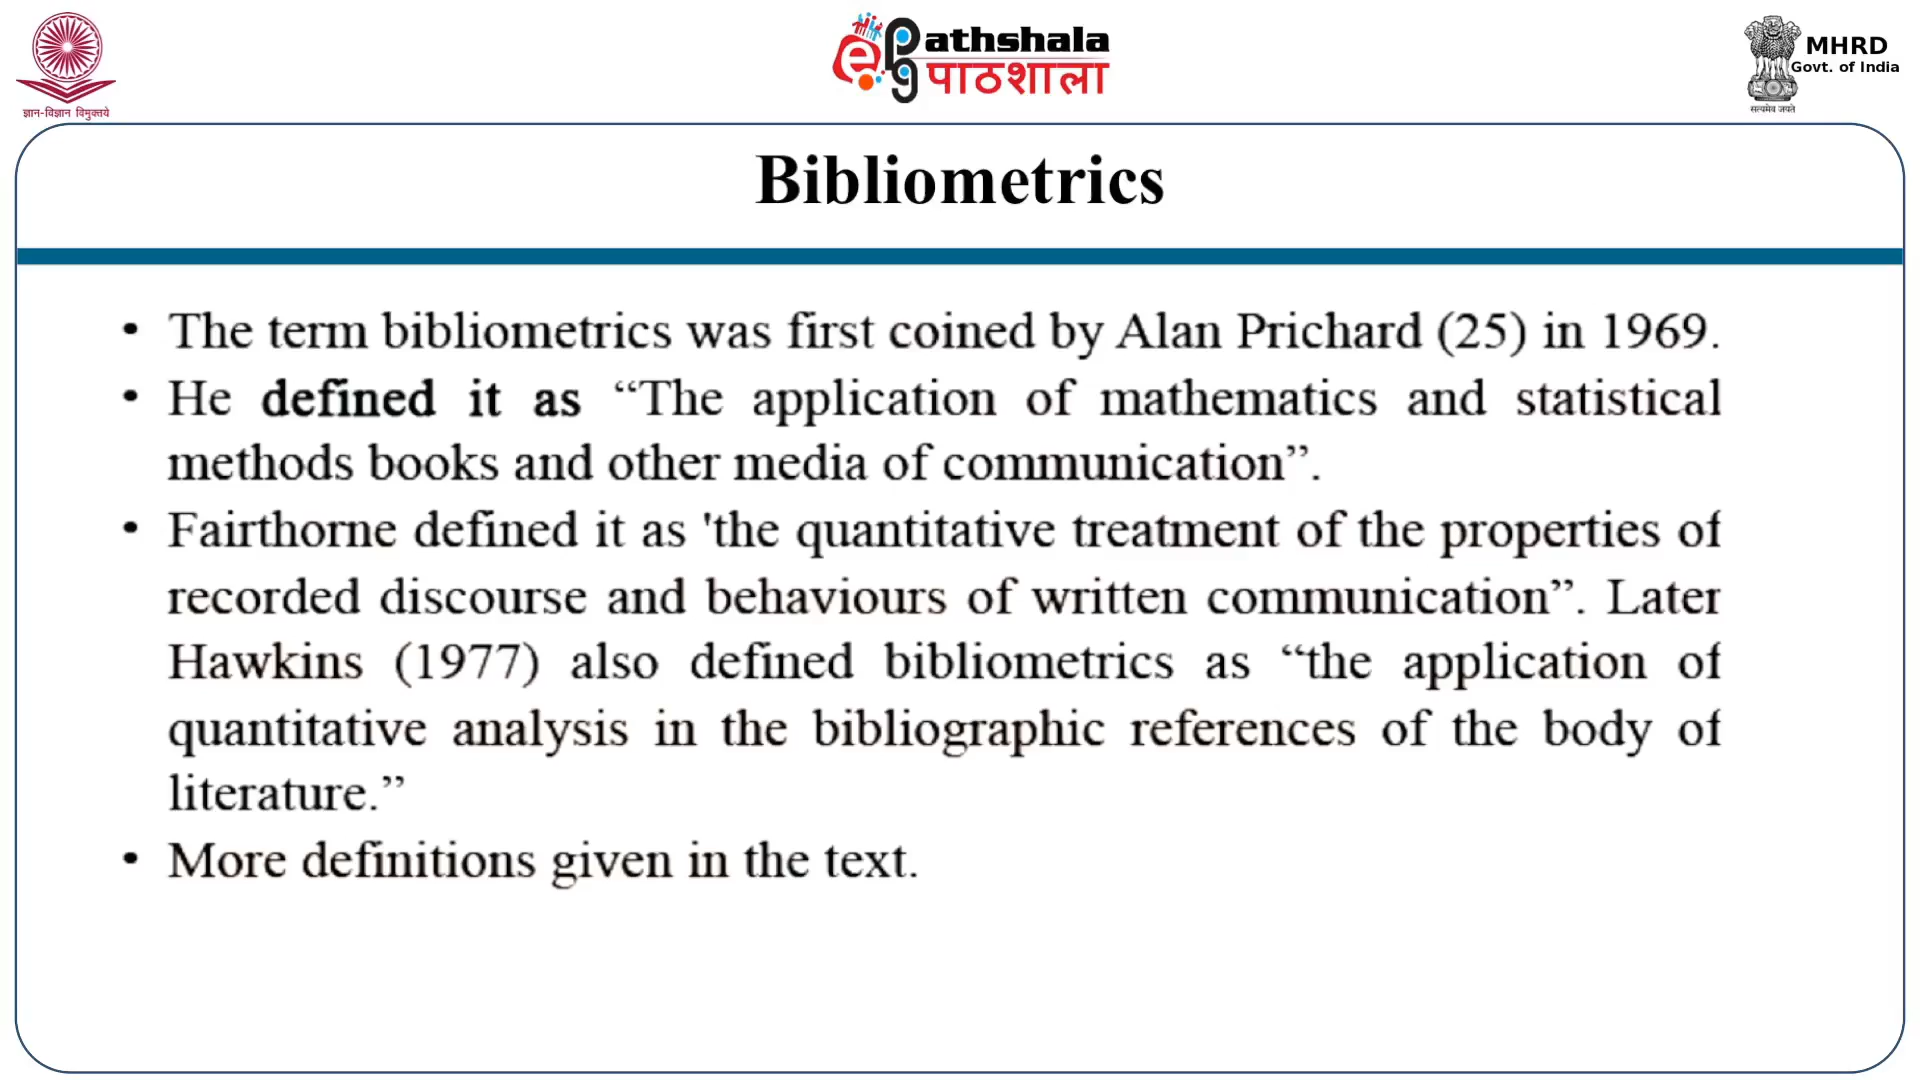 ज्ञान-विज्ञान विमुक्तये
ePG Pathshala
पाठशाला
MHRD
Govt. of India
सत्यमेव जयते
Bibliometrics
• The term bibliometrics was first coined by Alan Prichard (25) in 1969.
• He defined it as “The application of mathematics and statistical
methods books and other media of communication”.
• Fairthorne defined it as 'the quantitative treatment of the properties of
recorded discourse and behaviours of written communication”. Later
Hawkins (1977) also defined bibliometrics as “the application of
quantitative analysis in the bibliographic references of the body of
literature.”
• More definitions given in the text.